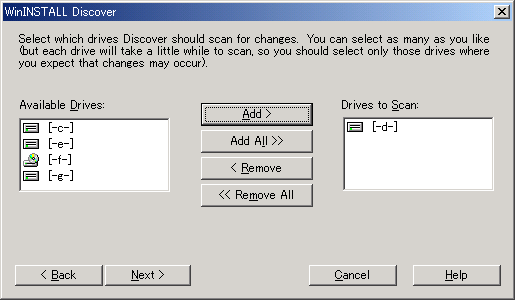 WinINSTALL Discover
Select which drives Discover should scan for changes. You can select as many as you like
(but each drive will take a little while to scan, so you should select only those drives where
you expect that changes may occur).
Available Drives:
[-c-]
[-e-]
[-f-]
[-g-]
Add >
Add All >>
< Remove
<< Remove All
Drives to Scan:
[-d-]
< Back
Next >
Cancel
Help